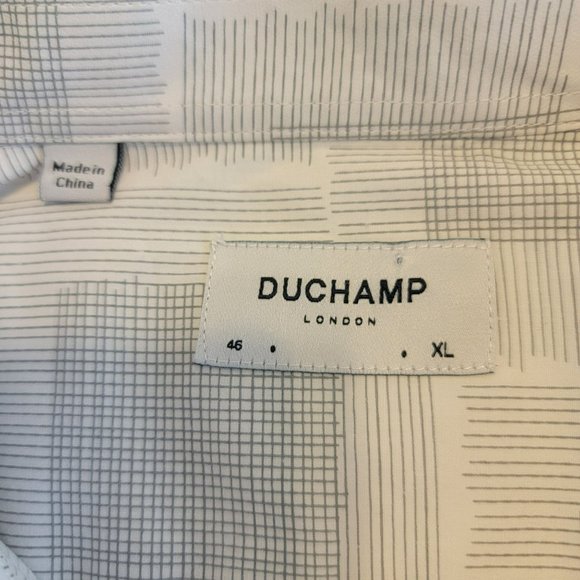 Made in
China
DUCHAMP
LONDON
46 • • XL